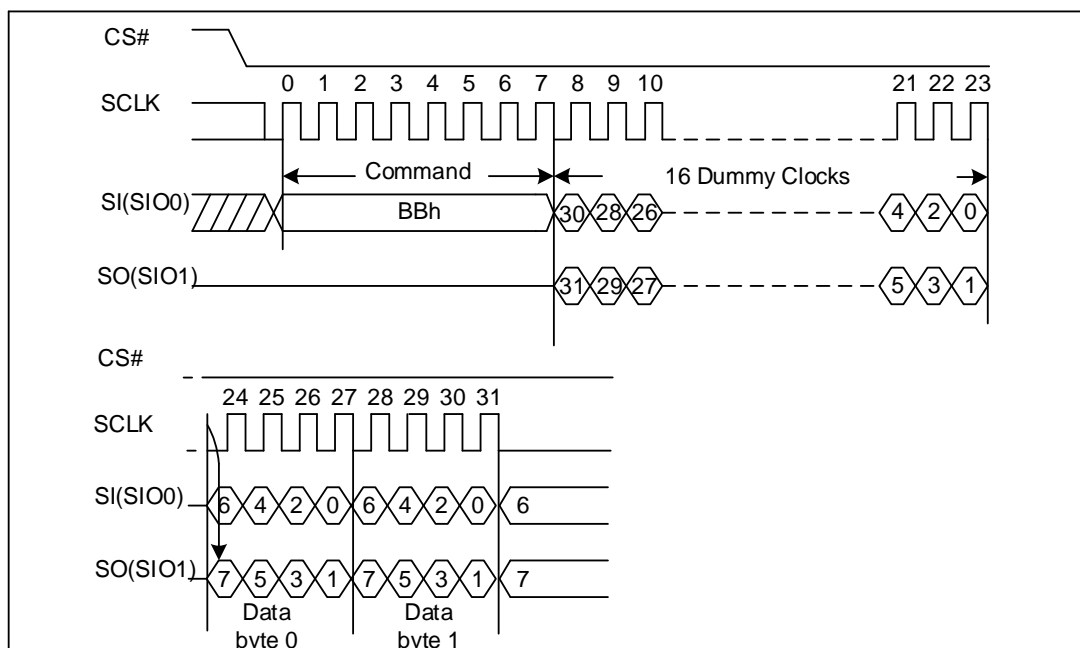 CS#
0 1 2 3 4 5 6 7 8 9 10 21 22 23
SCLK
Command 16 Dummy Clocks
SI(SIO0) BBh 30 28 26 4 2 0
SO(SIO1) 31 29 27 5 3 1
CS#
24 25 26 27 28 29 30 31
SCLK
SI(SIO0) 6 4 2 0 6 4 2 0 6
SO(SIO1) 7 5 3 1 7 5 3 1 7
Data Data
byte 0 byte 1